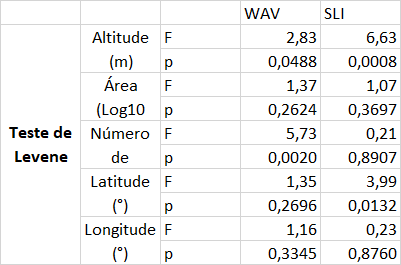 WAV SLI
Teste de Levene
Altitude (m) F 2,83 6,63
p 0,0488 0,0008
Área (Log10 F 1,37 1,07
p 0,2624 0,3697
Número de F 5,73 0,21
p 0,0020 0,8907
Latitude (°) F 1,35 3,99
p 0,2696 0,0132
Longitude (°) F 1,16 0,23
p 0,3345 0,8760